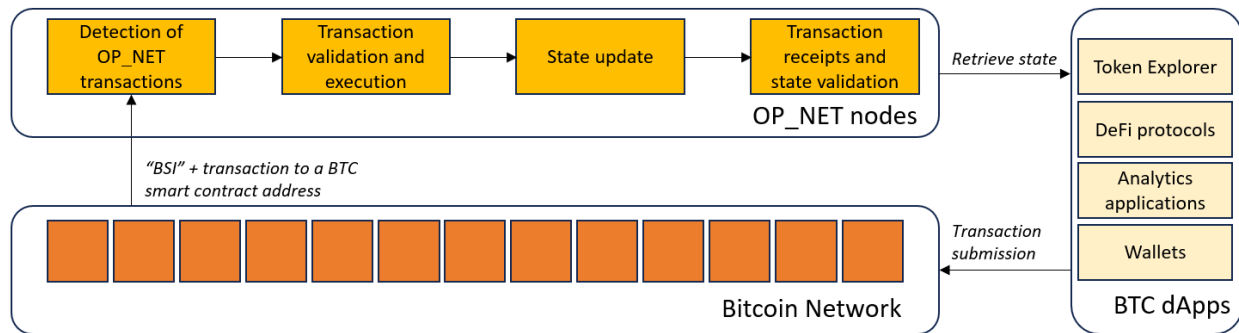 Detection of
OP_NET
transactions
Transaction
validation and
execution
State update
Transaction
receipts and
state validation
OP_NET nodes
Retrieve state
Token Explorer
DeFi protocols
Analytics
applications
Wallets
BTC dApps
“BSI” + transaction to a BTC
smart contract address
Transaction
submission
Bitcoin Network